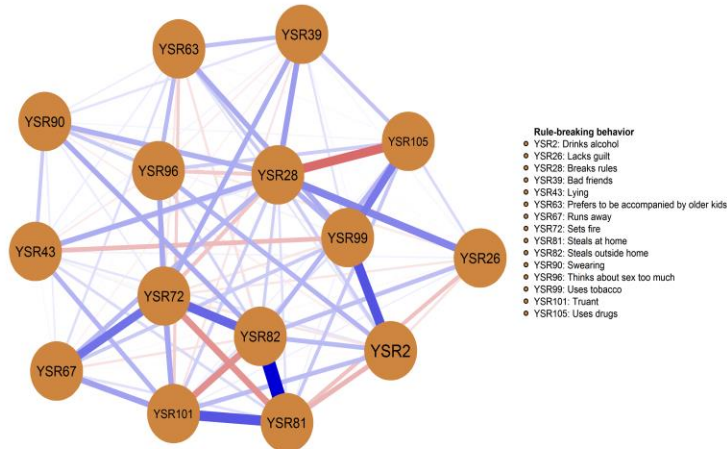 YSR39
YSR63
YSR90
YSR105
YSR96
YSR28
YSR99
YSR43
YSR26
YSR72
YSR82
YSR2
YSR67
YSR101
YSR81
Rule-breaking behavior
YSR2: Drinks alcohol
YSR26: Lacks guilt
YSR28: Breaks rules
YSR39: Bad friends
YSR43: Lying
YSR63: Prefers to be accompanied by older kids
YSR67: Runs away
YSR72: Sets fire
YSR81: Steals at home
YSR82: Steals outside home
YSR90: Swearing
YSR96: Thinks about sex too much
YSR99: Uses tobacco
YSR101: Truant
YSR105: Uses drugs